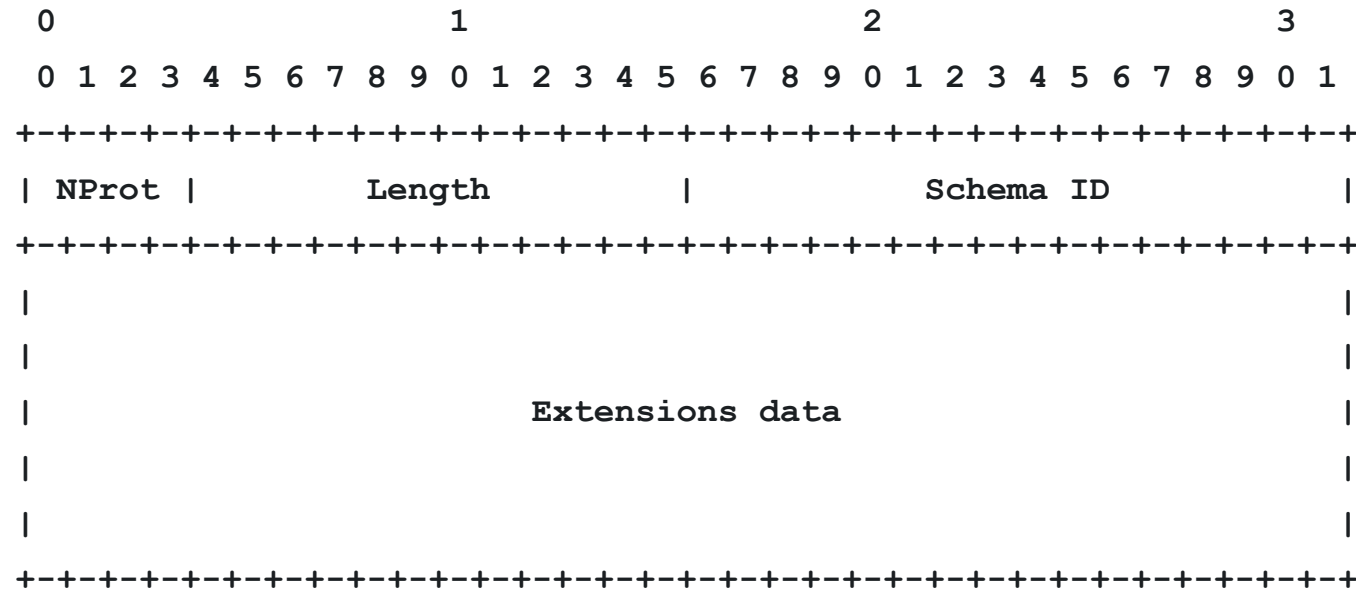 0                   1                   2                   3
 0 1 2 3 4 5 6 7 8 9 0 1 2 3 4 5 6 7 8 9 0 1 2 3 4 5 6 7 8 9 0 1
+-+-+-+-+-+-+-+-+-+-+-+-+-+-+-+-+-+-+-+-+-+-+-+-+-+-+-+-+-+-+-+-+
| NProt |        Length         |           Schema ID           |
+-+-+-+-+-+-+-+-+-+-+-+-+-+-+-+-+-+-+-+-+-+-+-+-+-+-+-+-+-+-+-+-+
|                                                               |
|                                                               |
|                        Extensions data                        |
|                                                               |
|                                                               |
+-+-+-+-+-+-+-+-+-+-+-+-+-+-+-+-+-+-+-+-+-+-+-+-+-+-+-+-+-+-+-+-+